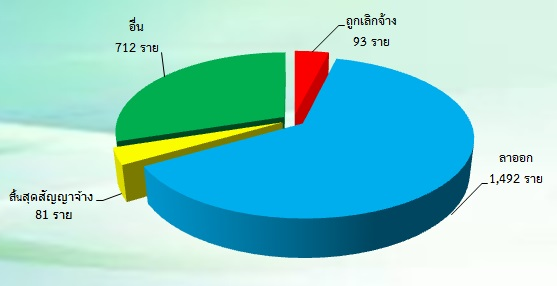 อื่น
712 ราย
ถูกเลิกจ้าง
93 ราย
ลาออก
1,492 ราย
สิ้นสุดสัญญาจ้าง
81 ราย